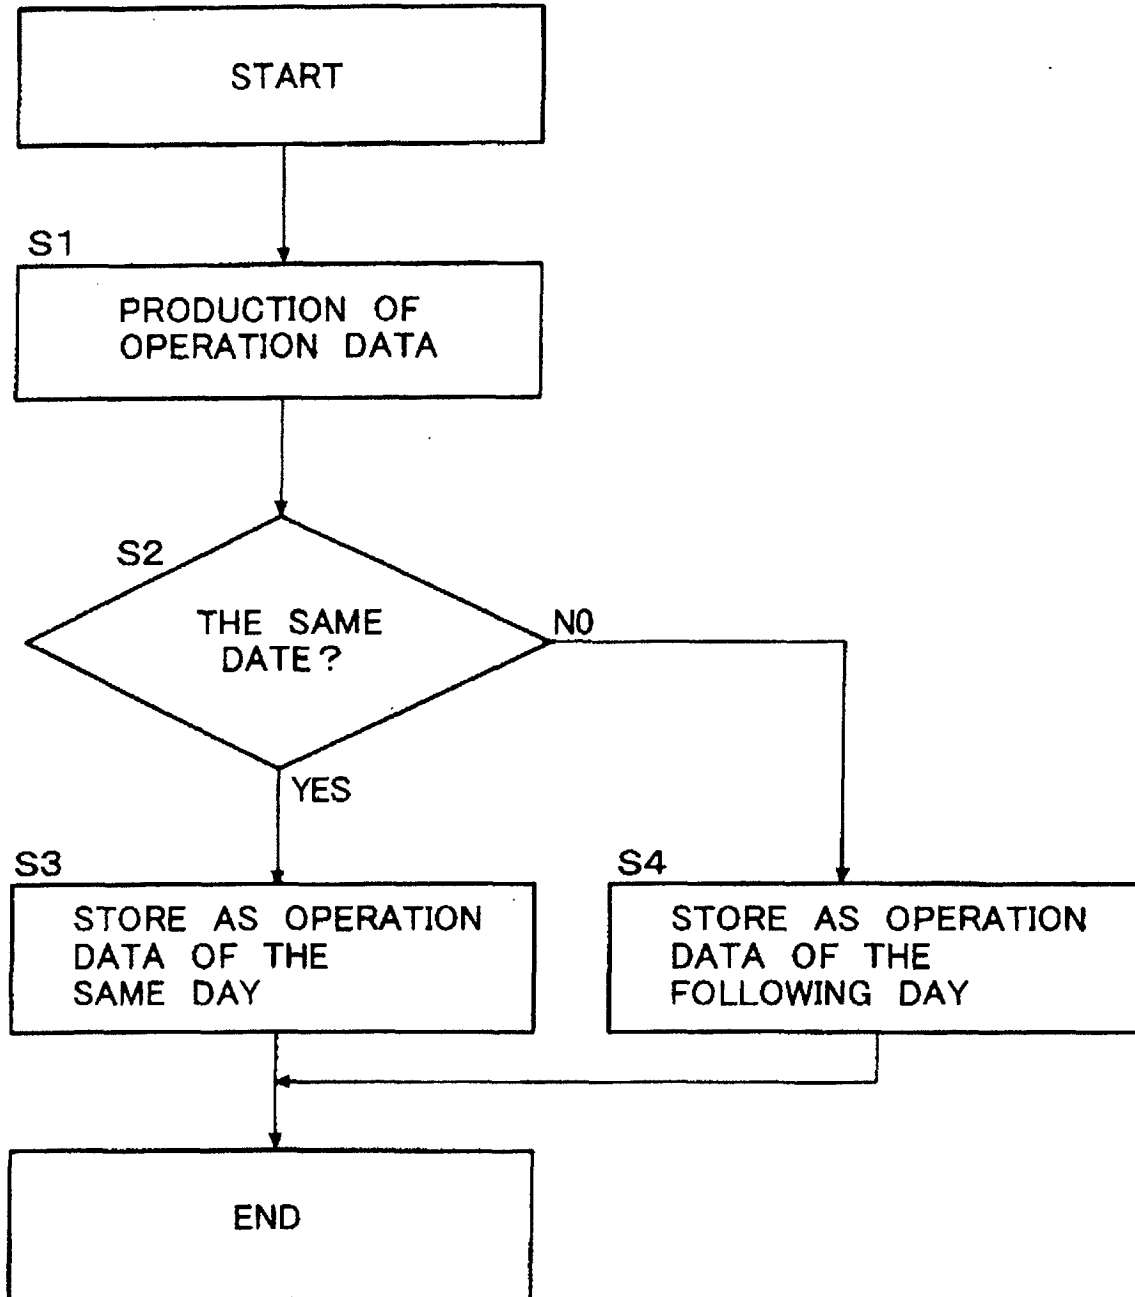 START
S1
PRODUCTION OF
OPERATION DATA
S2
THE SAME
DATE?
NO
YES
S3
STORE AS OPERATION
DATA OF THE
SAME DAY
S4
STORE AS OPERATION
DATA OF THE
FOLLOWING DAY
END